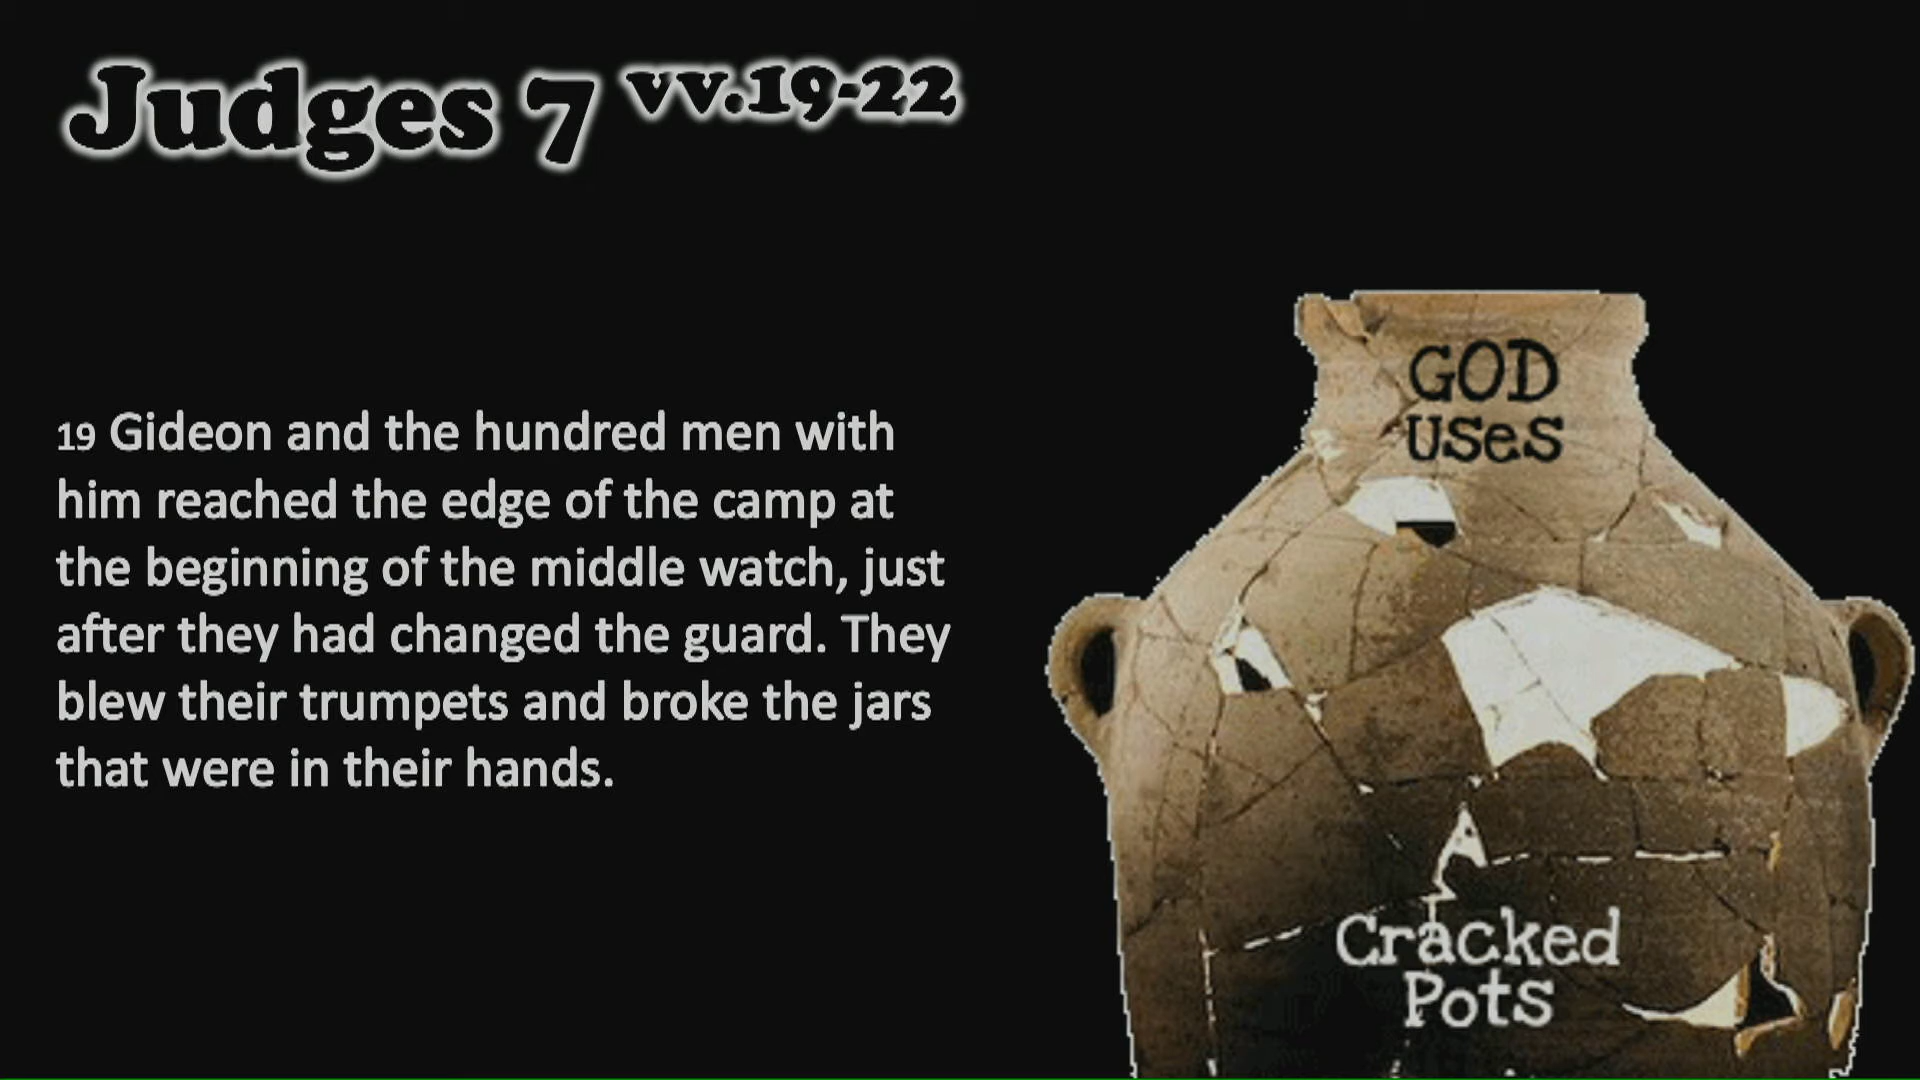 Judges 7 vv.19-22
19 Gideon and the hundred men with
him reached the edge of the camp at
the beginning of the middle watch, just
after they had changed the guard. They
blew their trumpets and broke the jars
that were in their hands.
GOD
USeS
Cracked
Pots